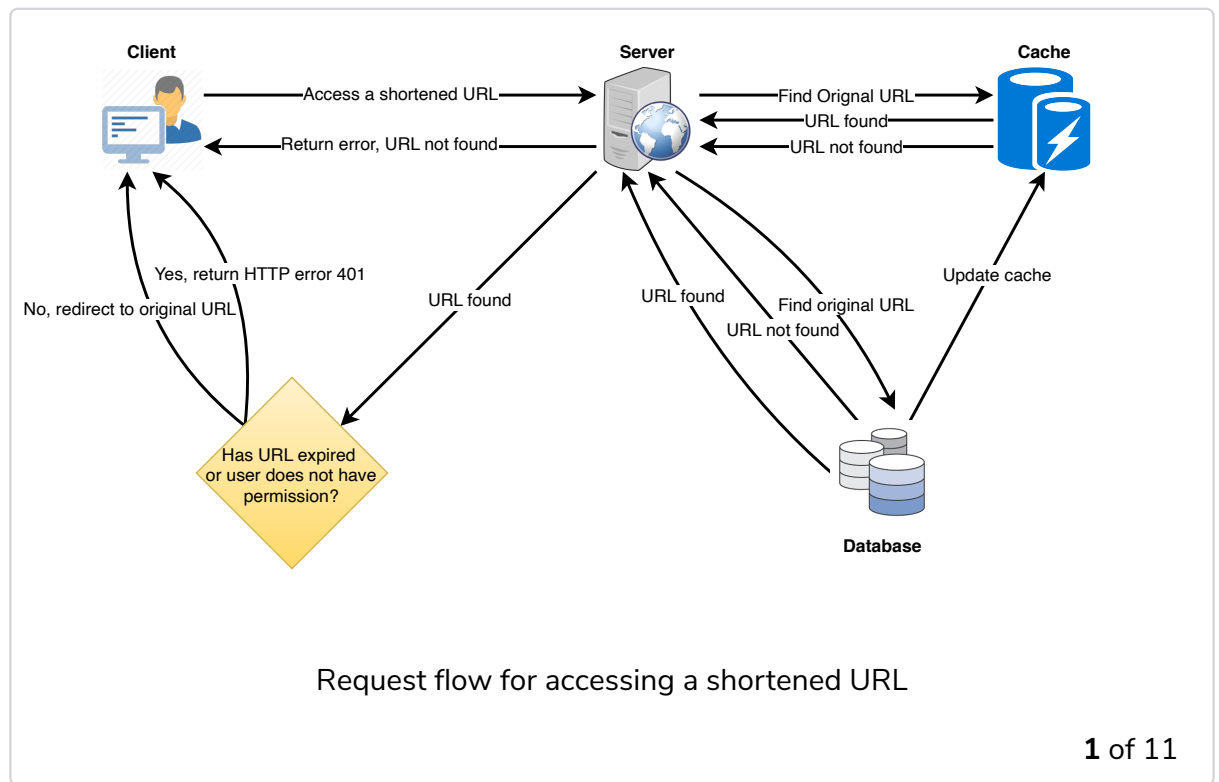 Client
Server
Cache
Access a shortened URL
Find Orignal URL
URL found
Return error, URL not found
URL not found
Yes, return HTTP error 401
No, redirect to original URL
URL found
URL found
Find original URL
URL not found
Update cache
Has URL expired
or user does not have
permission?
Database
Request flow for accessing a shortened URL
1 of 11